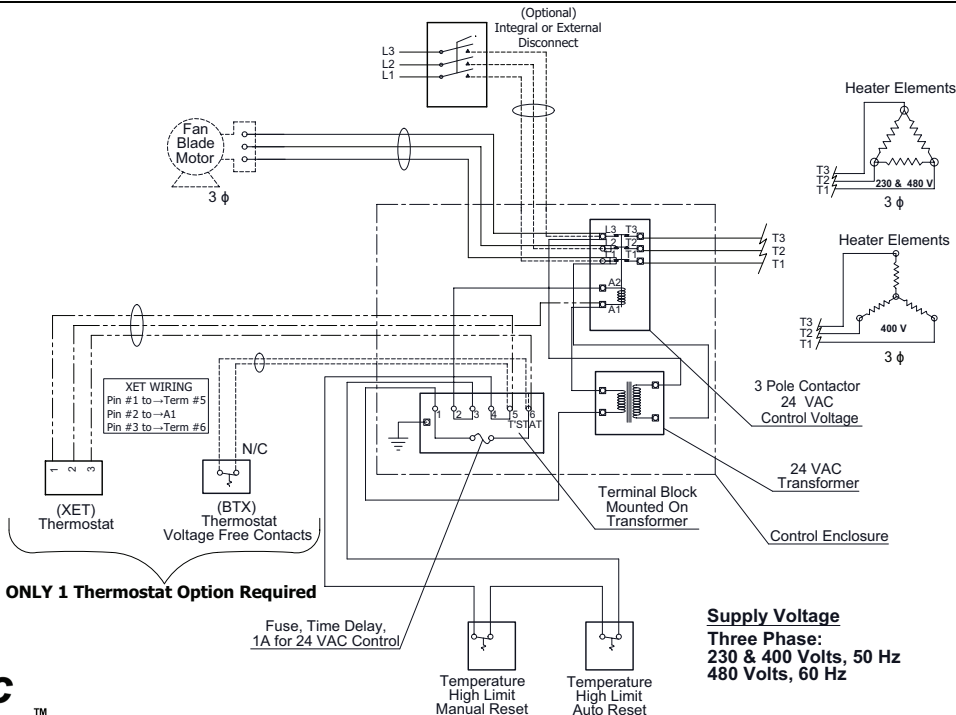 (Optional)
Integral or External
Disconnect
L3
L2
L1
Heater Elements
T3
T2
T1
230 & 480 V
3 ϕ
Fan
Blade
Motor
3 ϕ
L3 T3
L2 T2
L1 T1
A2
A1
T3
T2
T1
Heater Elements
T3
T2
T1
400 V
3 ϕ
XET WIRING
Pin #1 to →Term #5
Pin #2 to →A1
Pin #3 to →Term #6
N/C
1 2 3 4 5 6
T'STAT
3 Pole Contactor
24 VAC
Control Voltage
1 2 3
(XET)
Thermostat
(BTX)
Thermostat
Voltage Free Contacts
24 VAC
Transformer
Terminal Block
Mounted On
Transformer
Control Enclosure
ONLY 1 Thermostat Option Required
Fuse, Time Delay,
1A for 24 VAC Control
Temperature
High Limit
Manual Reset
Temperature
High Limit
Auto Reset
Supply Voltage
Three Phase:
230 & 400 Volts, 50 Hz
480 Volts, 60 Hz
c
TM